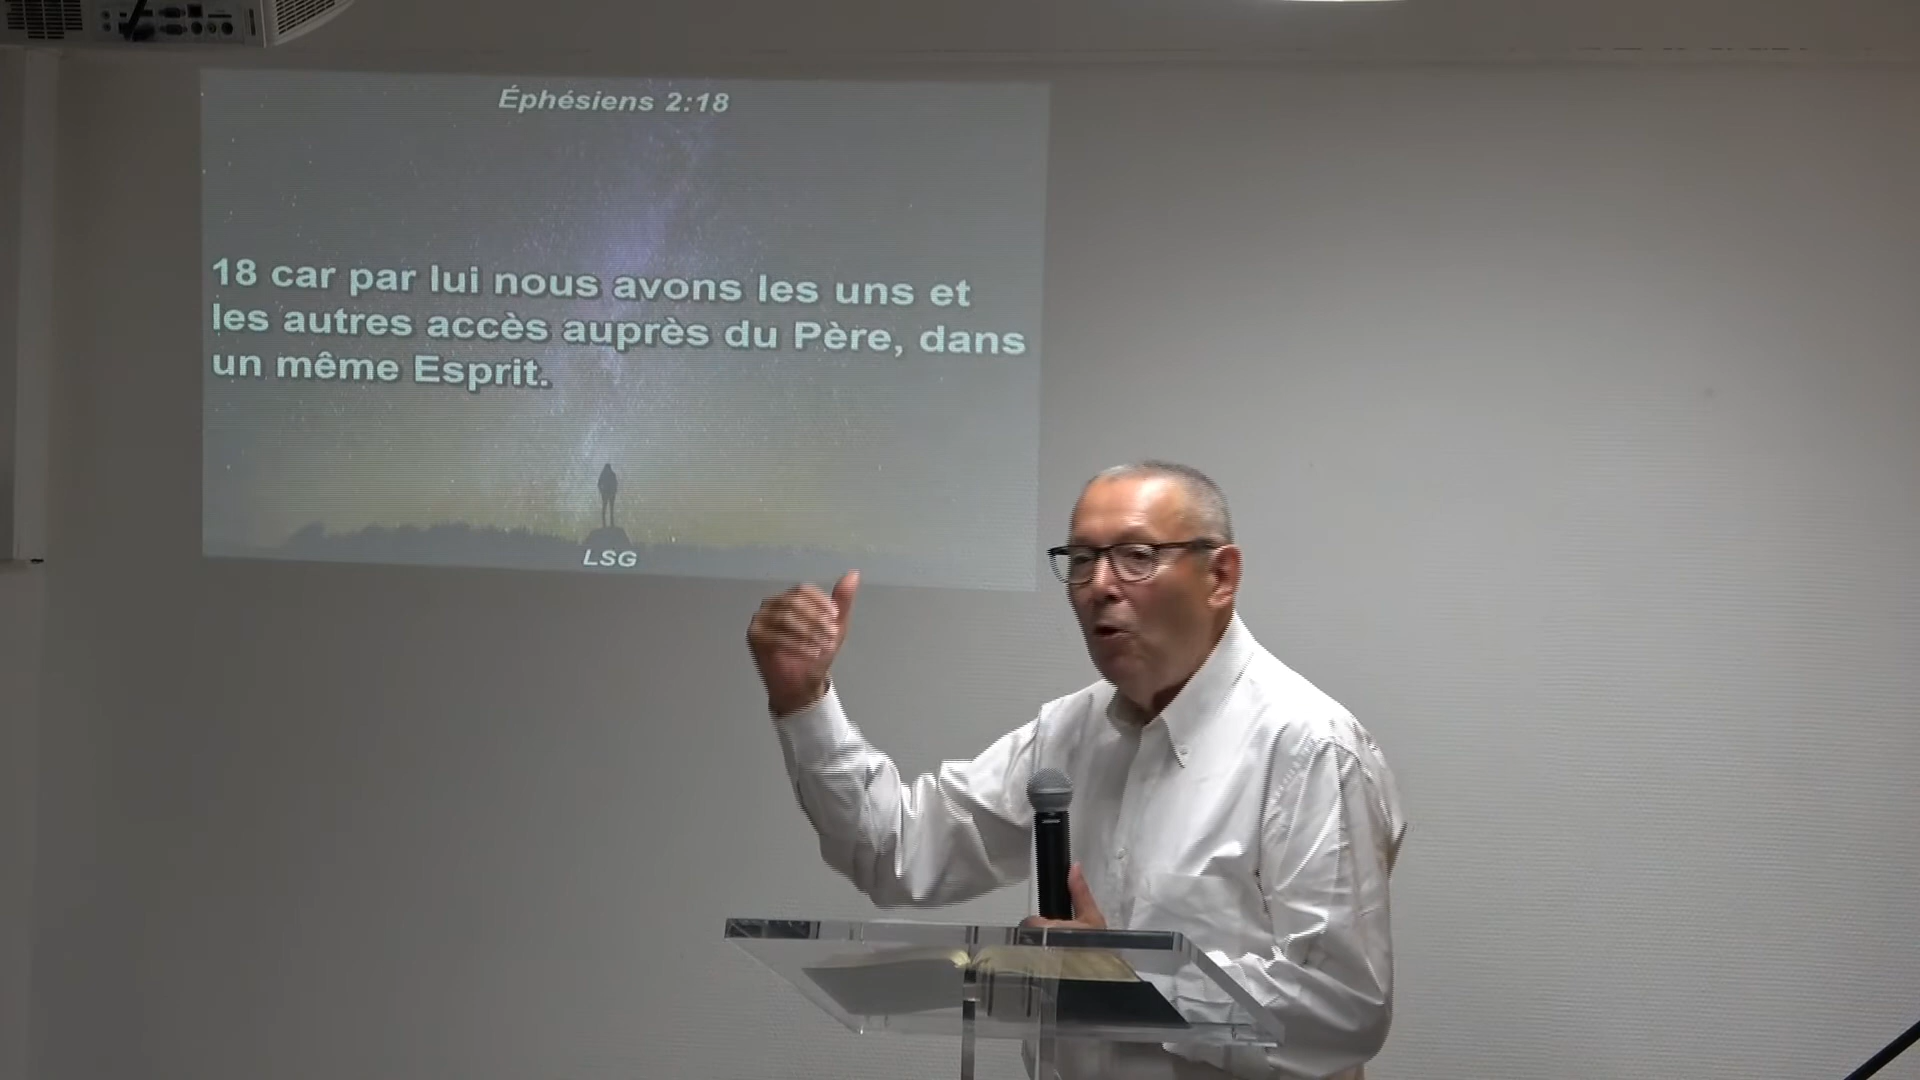 Éphésiens 2:18
18 car par lui nous avons les uns et
les autres accès auprès du Père, dans
un même Esprit.
LSG